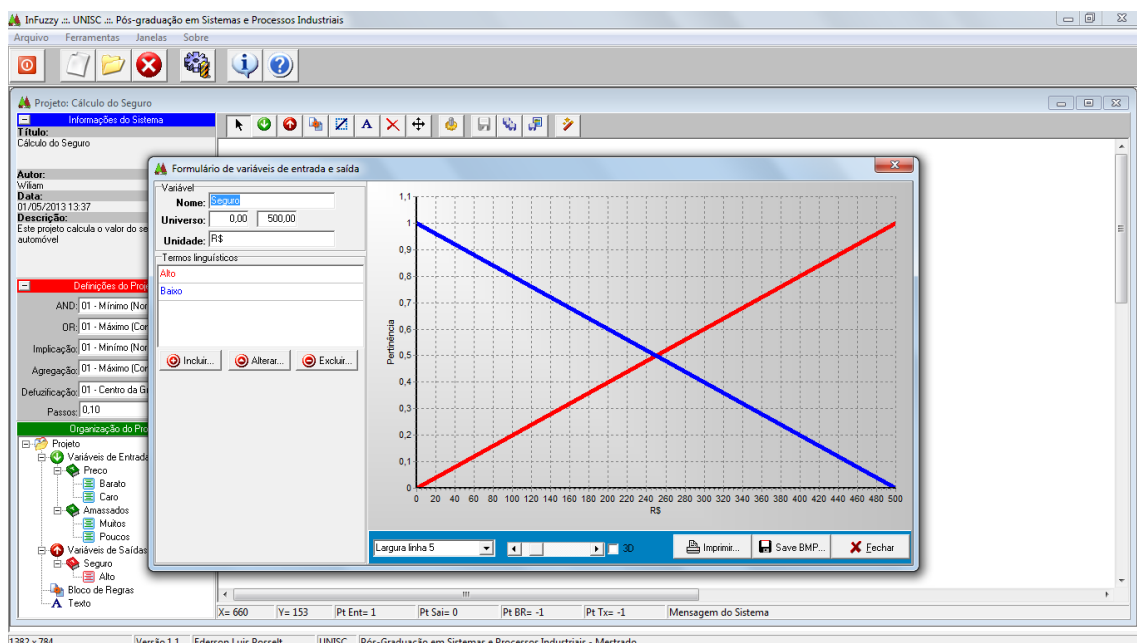 InFuzzy .::. UNISC .::. Pós-graduação em Sistemas e Processos Industriais
Arquivo Ferramentas Janelas Sobre
Projeto: Cálculo do Seguro
Informações do Sistema
Título:
Cálculo do Seguro
Autor:
Wiliam
Data:
01/05/2013 13:37
Descrição:
Este projeto calcula o valor do se
automóvel
Definições do Proje
AND: 01 - Mínimo (Nor
OR: 01 - Máximo (Cor
Implicação: 01 - Mínimo (Nor
Agregação: 01 - Máximo (Cor
Defuzificação: 01 - Centro da Gr
Passos: 0,10
Organização do Pro
Projeto
Variáveis de Entrada
Preco
Barato
Caro
Amassados
Muitos
Poucos
Variáveis de Saídas
Seguro
Alto
Bloco de Regras
A Texto
Formulário de variáveis de entrada e saída
Variável
Nome: Seguro
Universo: 0,00 500,00
Unidade: R$
Termos linguísticos
Alto
Baixo
Incluir... Alterar... Excluir...
Pertinência
1,1
1
0,9
0,8
0,7
0,6
0,5
0,4
0,3
0,2
0,1
0
0 20 40 60 80 100 120 140 160 180 200 220 240 260 280 300 320 340 360 380 400 420 440 460 480 500
R$
Largura linha 5 3D Imprimir... Save BMP... Fechar
X= 660 Y= 153 Pt Ent= 1 Pt Sai= 0 Pt BR= -1 Pt Tx= -1 Mensagem do Sistema
1382 x 784 Versão 1.1 Ederson Luis Posselt UNISC Pós-Graduação em Sistemas e Processos Industriais - Mestrado